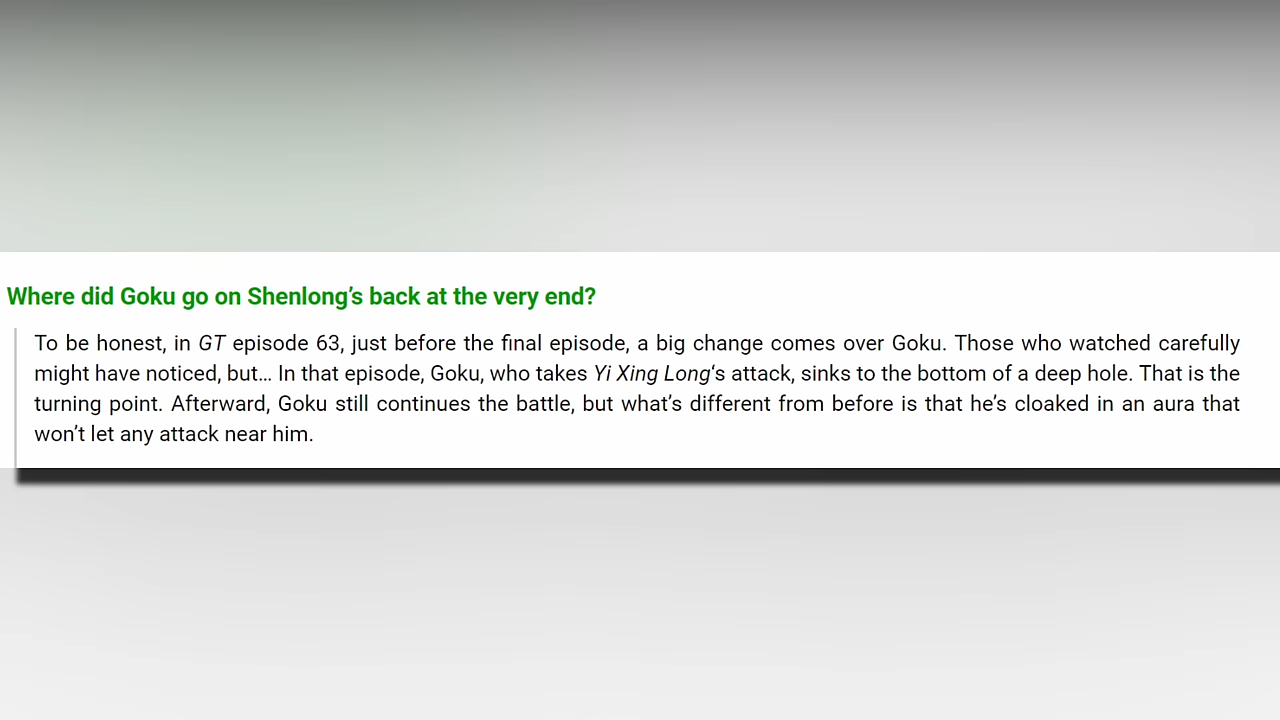 Where did Goku go on Shenlong’s back at the very end?
To be honest, in GT episode 63, just before the final episode, a big change comes over Goku. Those who watched carefully
might have noticed, but… In that episode, Goku, who takes Yi Xing Long‘s attack, sinks to the bottom of a deep hole. That is the
turning point. Afterward, Goku still continues the battle, but what’s different from before is that he’s cloaked in an aura that
won’t let any attack near him.